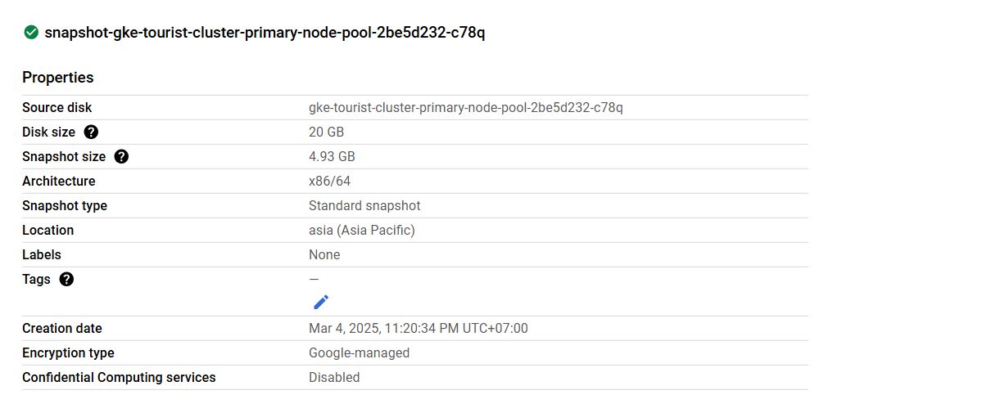 snapshot-gke-tourist-cluster-primary-node-pool-2be5d232-c78q
Properties
Source disk gke-tourist-cluster-primary-node-pool-2be5d232-c78q
Disk size ? 20 GB
Snapshot size ? 4.93 GB
Architecture x86/64
Snapshot type Standard snapshot
Location asia (Asia Pacific)
Labels None
Tags ? —
Creation date Mar 4, 2025, 11:20:34 PM UTC+07:00
Encryption type Google-managed
Confidential Computing services Disabled